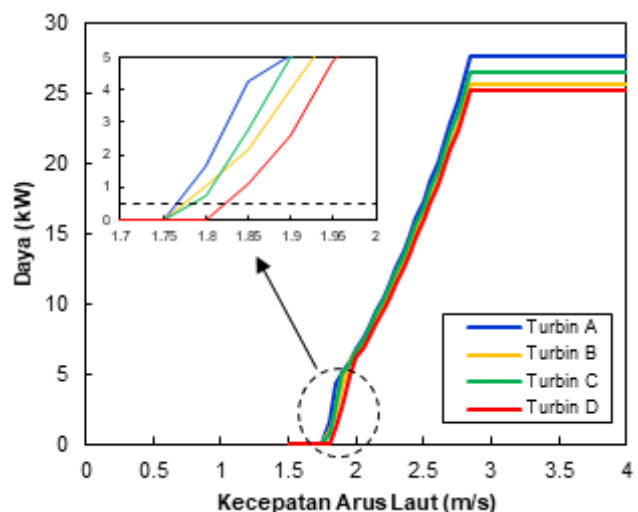 30
25
20
15
10
5
0
Daya (kW)
5
4
3
2
1
0
1.7 1.75 1.8 1.85 1.9 1.95 2
Turbin A
Turbin B
Turbin C
Turbin D
0 0.5 1 1.5 2 2.5 3 3.5 4
Kecepatan Arus Laut (m/s)